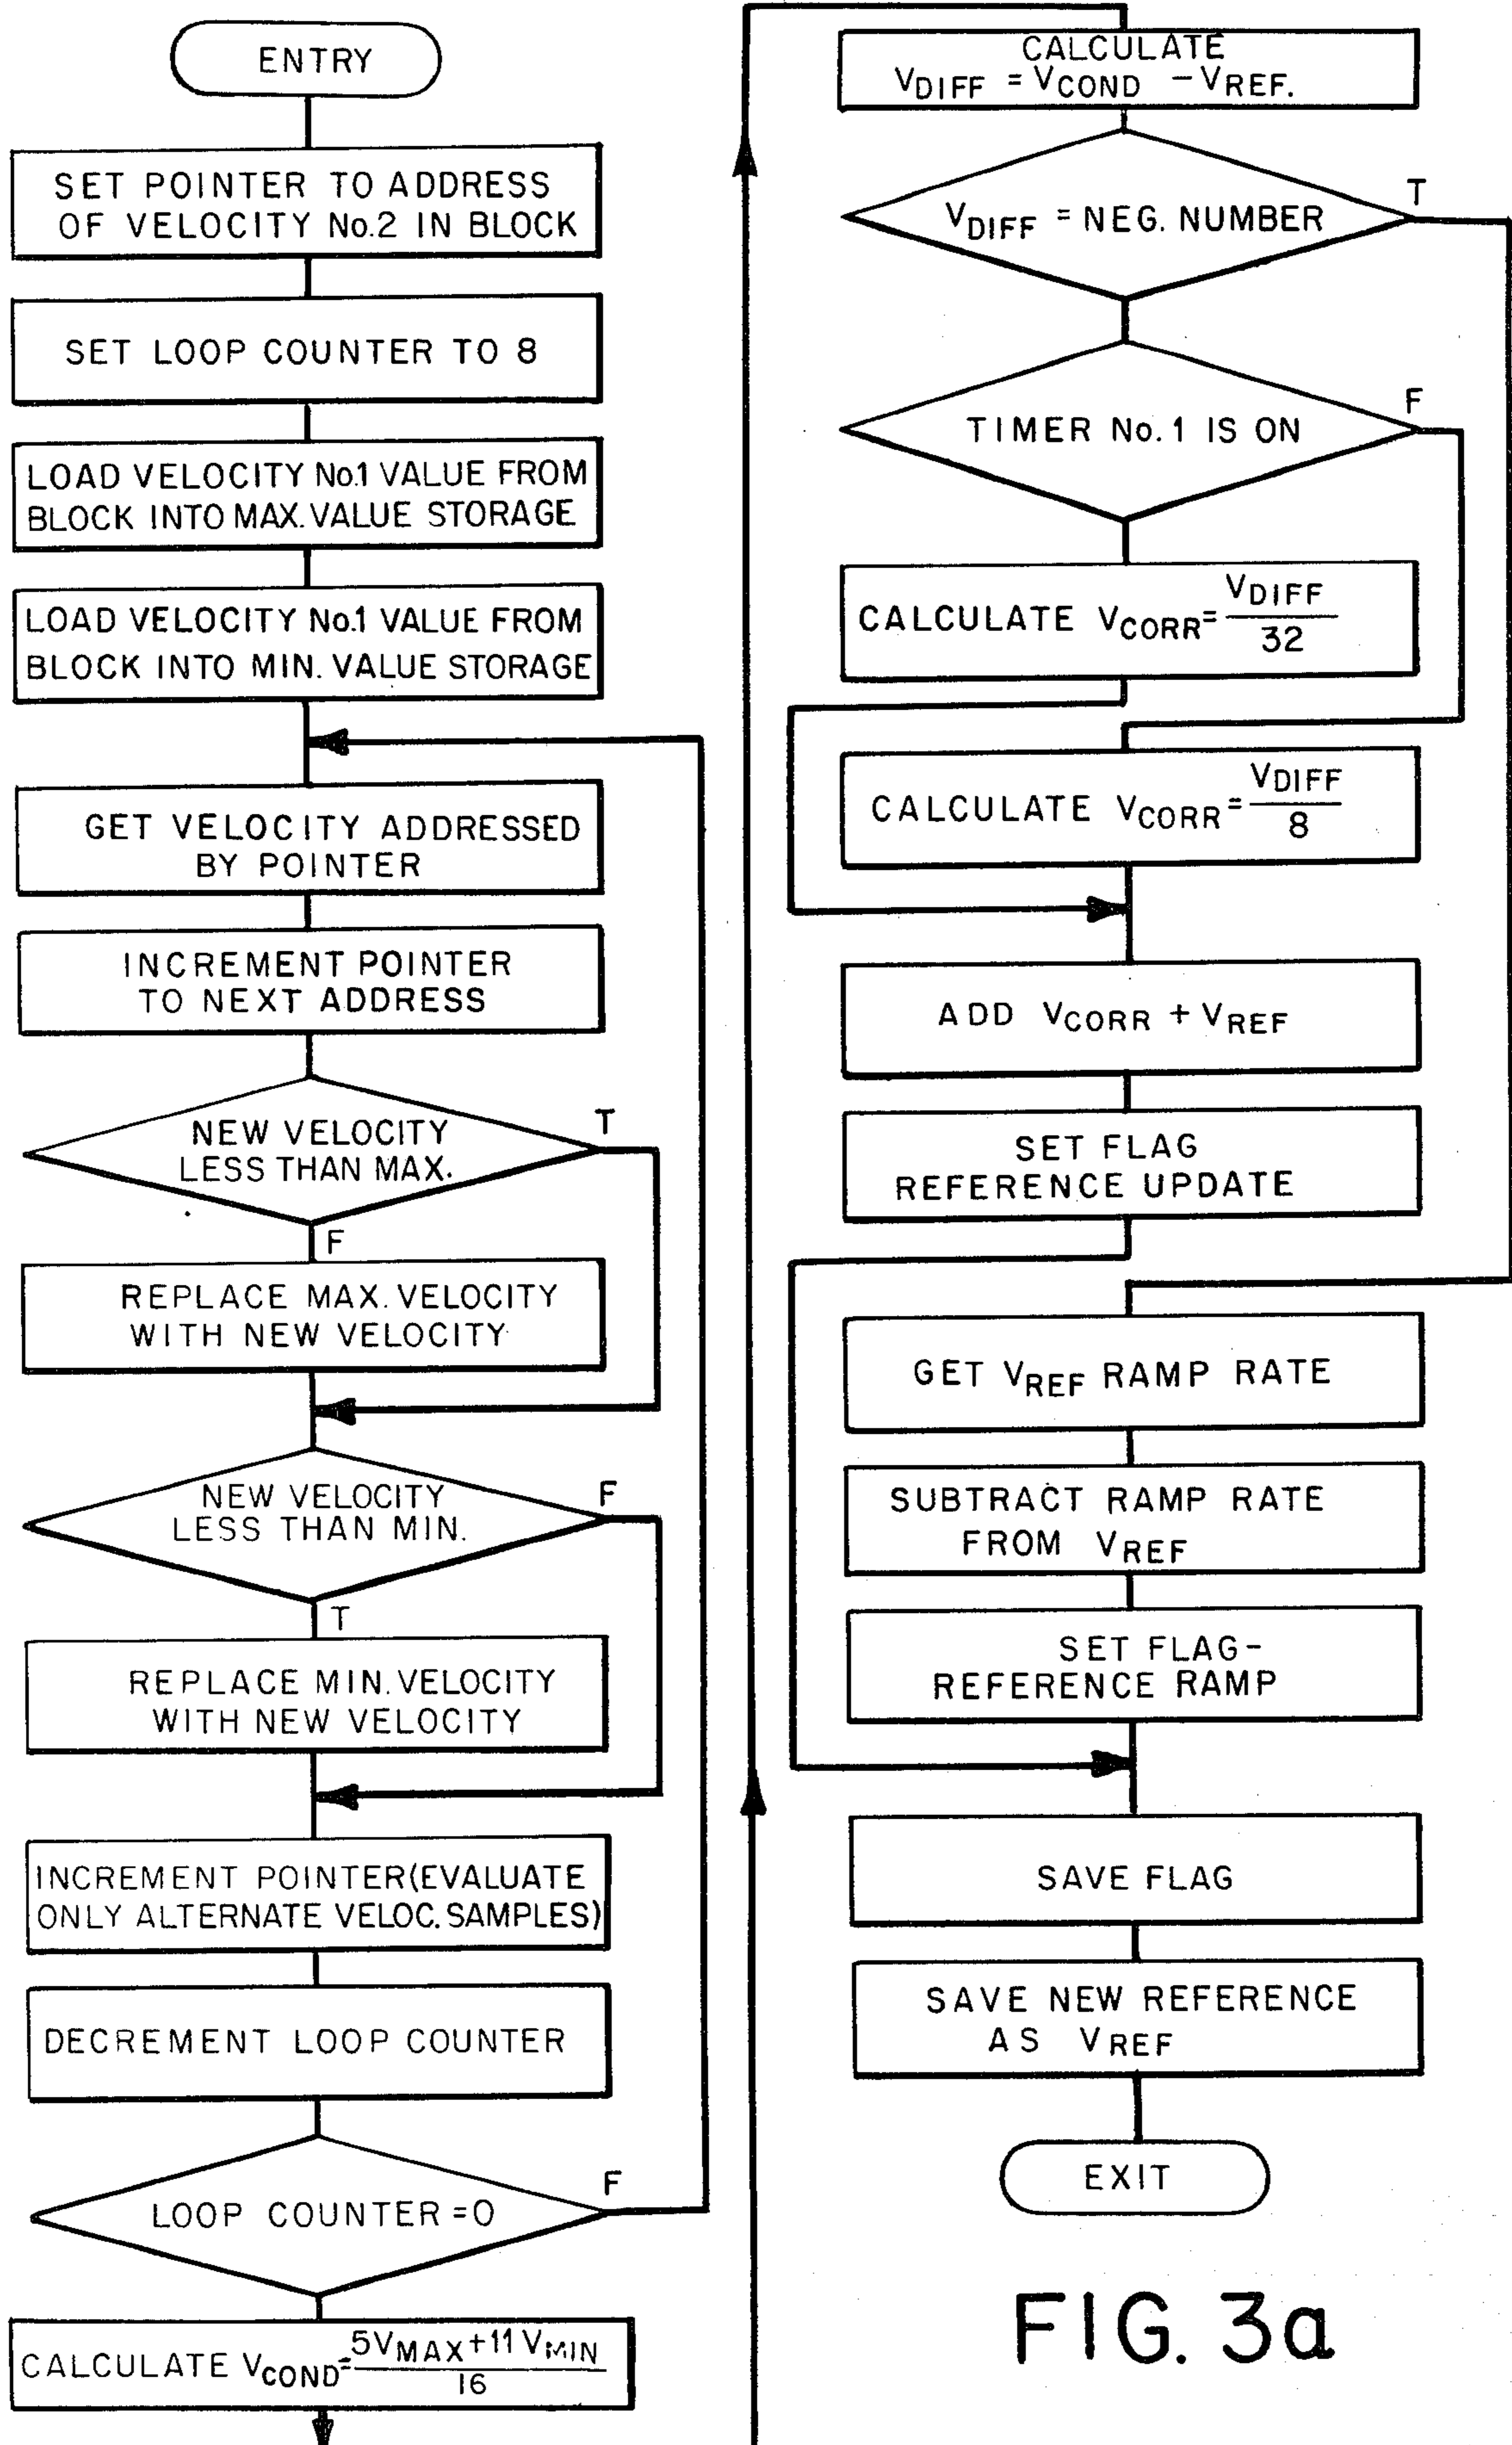 ENTRY
SET POINTER TO ADDRESS
OF VELOCITY No.2 IN BLOCK
SET LOOP COUNTER TO 8
LOAD VELOCITY No.1 VALUE FROM
BLOCK INTO MAX. VALUE STORAGE
LOAD VELOCITY No.1 VALUE FROM
BLOCK INTO MIN. VALUE STORAGE
GET VELOCITY ADDRESSED
BY POINTER
INCREMENT POINTER
TO NEXT ADDRESS
NEW VELOCITY
LESS THAN MAX.
T
F
REPLACE MAX. VELOCITY
WITH NEW VELOCITY
NEW VELOCITY
LESS THAN MIN.
F
T
REPLACE MIN. VELOCITY
WITH NEW VELOCITY
INCREMENT POINTER (EVALUATE
ONLY ALTERNATE VELOC. SAMPLES)
DECREMENT LOOP COUNTER
LOOP COUNTER = 0
F
CALCULATE VCOND = 5VMAX + 11VMIN
16
CALCULATE
VDIFF = VCOND - VREF.
VDIFF = NEG. NUMBER
T
TIMER No. 1 IS ON
F
CALCULATE VCORR = VDIFF
32
CALCULATE VCORR = VDIFF
8
ADD VCORR + VREF
SET FLAG
REFERENCE UPDATE
GET VREF RAMP RATE
SUBTRACT RAMP RATE
FROM VREF
SET FLAG-
REFERENCE RAMP
SAVE FLAG
SAVE NEW REFERENCE
AS VREF
EXIT
FIG. 3a